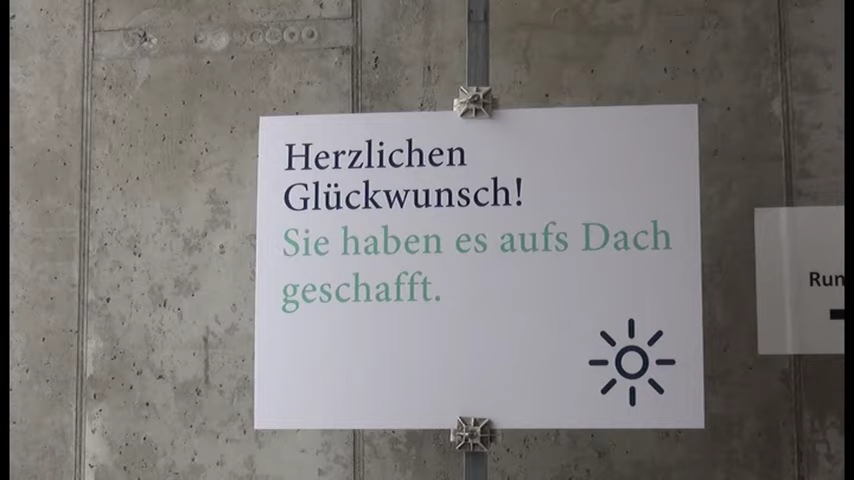 Herzlichen
Glückwunsch!
Sie haben es aufs Dach
geschafft.
Run